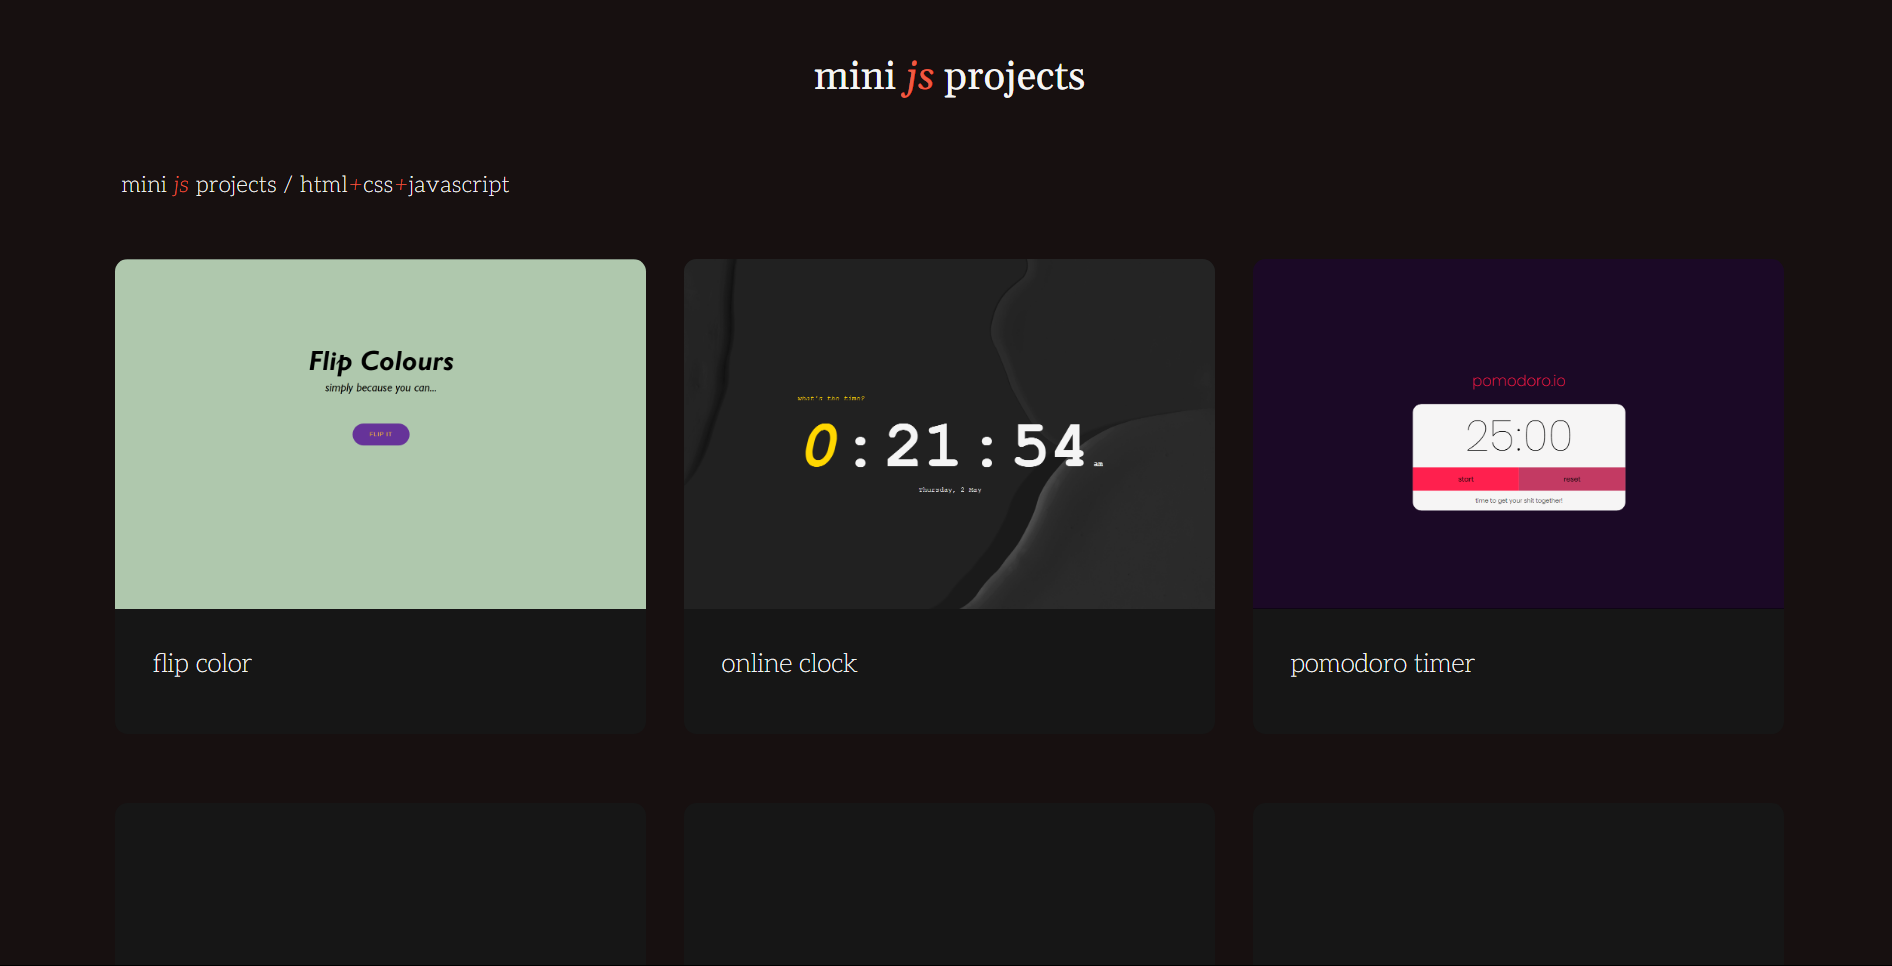 mini js projects
mini js projects / html+css+javascript
Flip Colours
simply because you can...
FLIP IT
flip color
What's the time?
0:21:54 am
Thursday, 2 May
online clock
pomodoro.io
25:00
start reset
time to get your shit together!
pomodoro timer